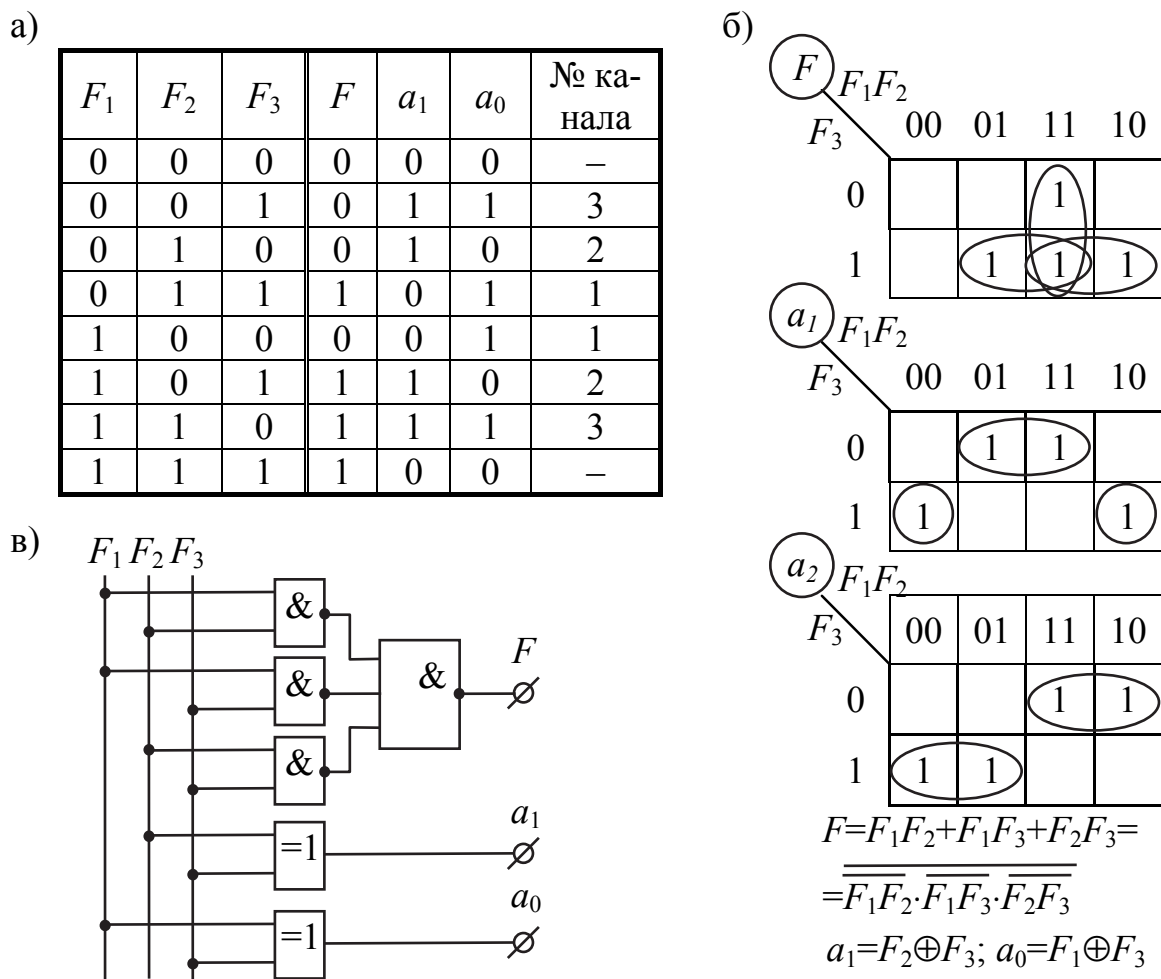 а)
F₁ F₂ F₃ F a₁ a₀ № ка-
нала
0 0 0 0 0 0 –
0 0 1 0 1 1 3
0 1 0 0 1 0 2
0 1 1 1 0 1 1
1 0 0 0 0 1 1
1 0 1 1 1 0 2
1 1 0 1 1 1 3
1 1 1 1 0 0 –
б)
F F₁F₂
F₃ 00 01 11 10
0 1
1 1 1 1
a₁ F₁F₂
F₃ 00 01 11 10
0 1 1
1 1 1
a₂ F₁F₂
F₃ 00 01 11 10
0 1 1
1 1 1
F=F₁F₂+F₁F₃+F₂F₃=
=F₁F₂·F₁F₃·F₂F₃
a₁=F₂⊕F₃; a₀=F₁⊕F₃
в)
F₁ F₂ F₃
&
& & F
&
=1 a₁
=1 a₀